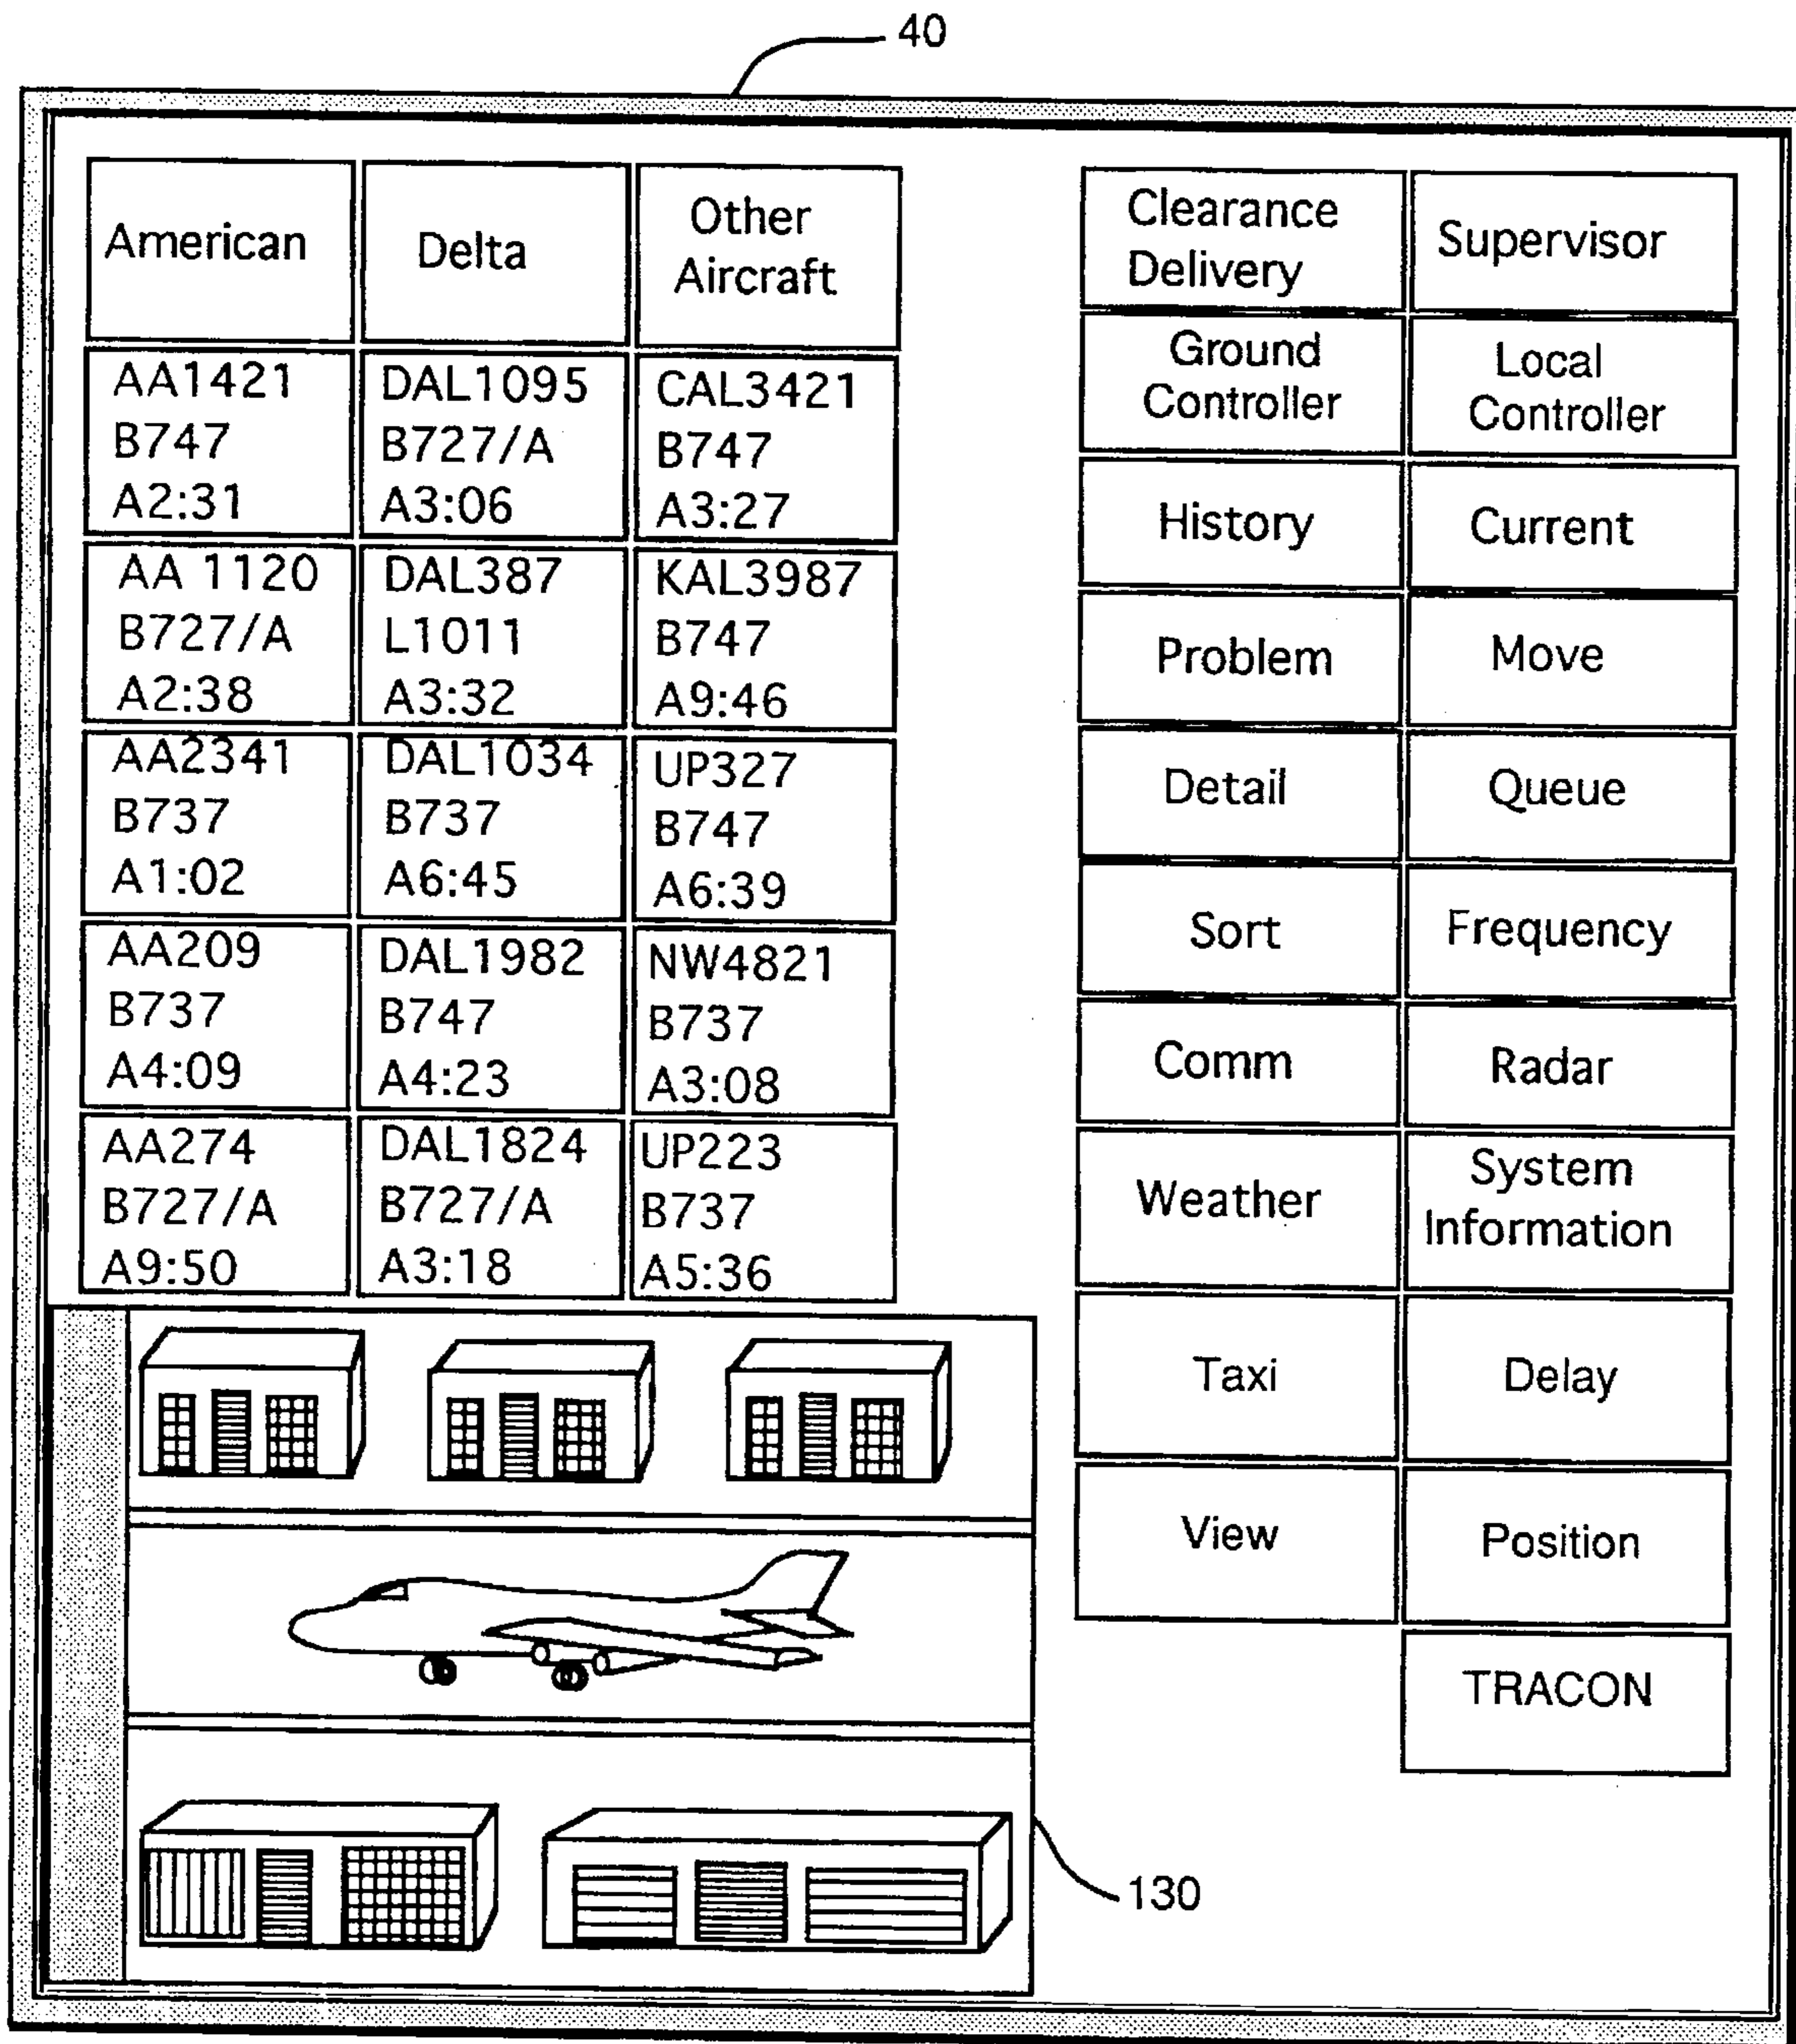 40
American
Delta
Other
Aircraft
AA1421
B747
A2:31
DAL1095
B727/A
A3:06
CAL3421
B747
A3:27
AA 1120
B727/A
A2:38
DAL387
L1011
A3:32
KAL3987
B747
A9:46
AA2341
B737
A1:02
DAL1034
B737
A6:45
UP327
B747
A6:39
AA209
B737
A4:09
DAL1982
B747
A4:23
NW4821
B737
A3:08
AA274
B727/A
A9:50
DAL1824
B727/A
A3:18
UP223
B737
A5:36
Clearance
Delivery
Supervisor
Ground
Controller
Local
Controller
History
Current
Problem
Move
Detail
Queue
Sort
Frequency
Comm
Radar
Weather
System
Information
Taxi
Delay
View
Position
TRACON
130